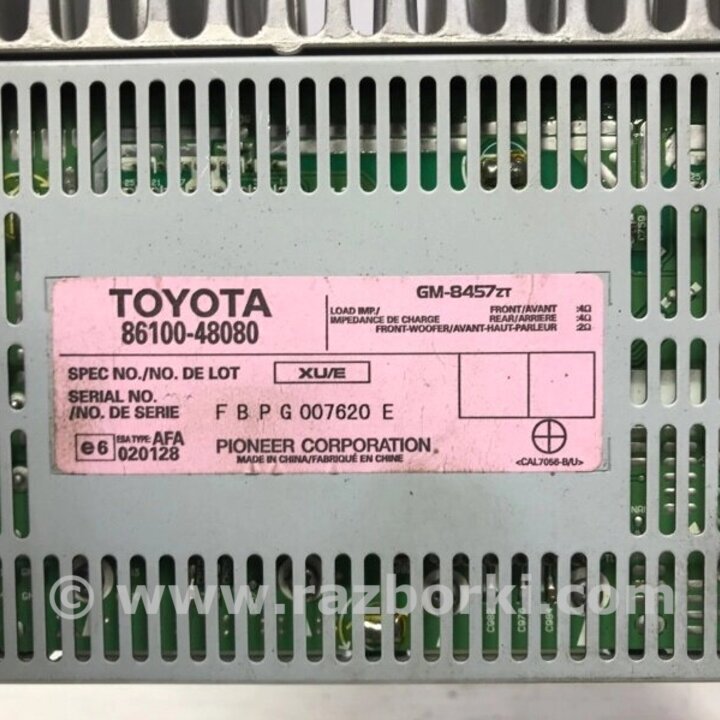 TOYOTA
86100-48080
GM-8457ZT
LOAD IMP./ FRONT/AVANT :4Ω
IMPEDANCE DE CHARGE REAR/ARRIERE :4Ω
FRONT-WOOFER/AVANT-HAUT-PARLEUR :2Ω
SPEC NO./NO. DE LOT XU/E
SERIAL NO.
/NO. DE SERIE F B P G 007620 E
e6 ESA TYPE: AFA
020128
PIONEER CORPORATION
MADE IN CHINA/FABRIQUÉ EN CHINE
<CAL7056-B/U>
© www.razborki.com